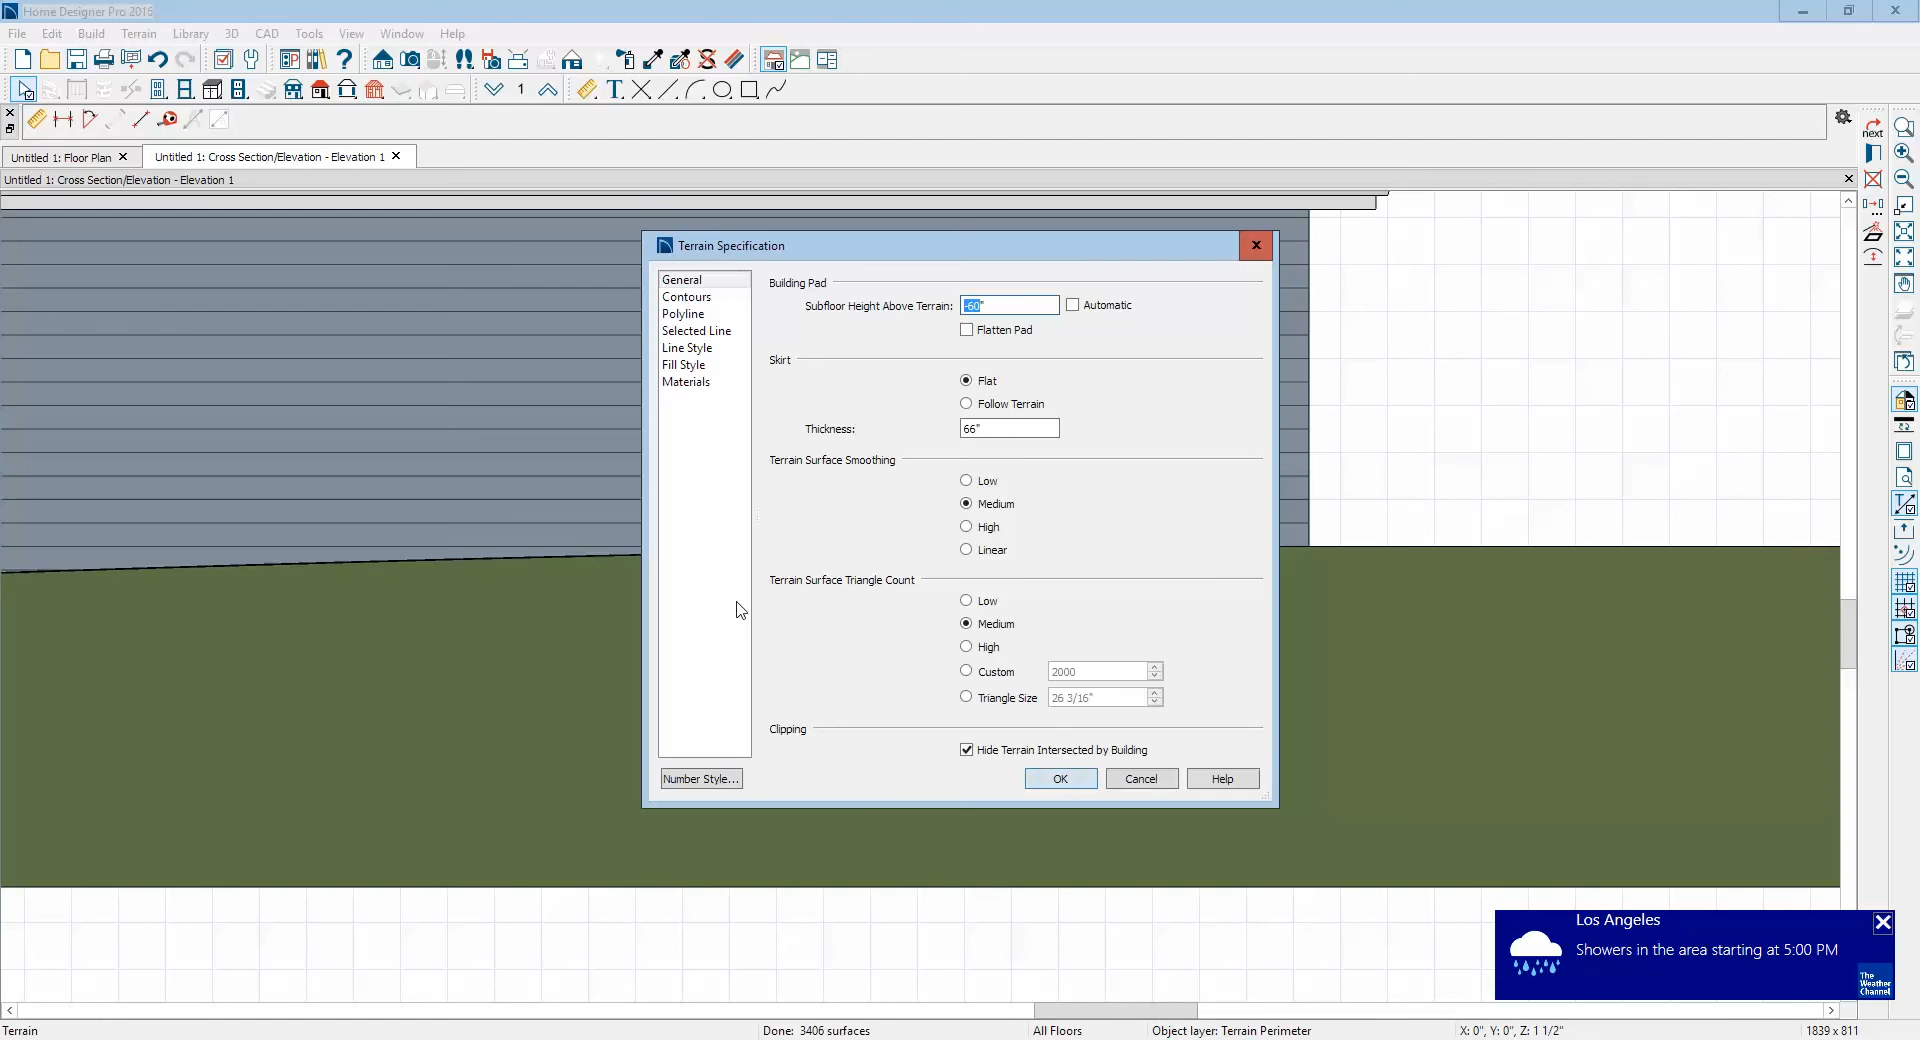 Home Designer Pro 2016
File Edit Build Terrain Library 3D CAD Tools View Window Help
1
next
Untitled 1: Floor Plan Untitled 1: Cross Section/Elevation - Elevation 1
Untitled 1: Cross Section/Elevation - Elevation 1
Terrain Specification
General
Contours
Polyline
Selected Line
Line Style
Fill Style
Materials
Building Pad
Subfloor Height Above Terrain: -60" Automatic
Flatten Pad
Skirt
Flat
Follow Terrain
Thickness: 66"
Terrain Surface Smoothing
Low
Medium
High
Linear
Terrain Surface Triangle Count
Low
Medium
High
Custom 2000
Triangle Size 26 3/16"
Clipping
Hide Terrain Intersected by Building
Number Style... OK Cancel Help
Los Angeles
Showers in the area starting at 5:00 PM
The Weather Channel
Terrain Done: 3406 surfaces All Floors Object layer: Terrain Perimeter X: 0", Y: 0", Z: 1 1/2" 1839 x 811